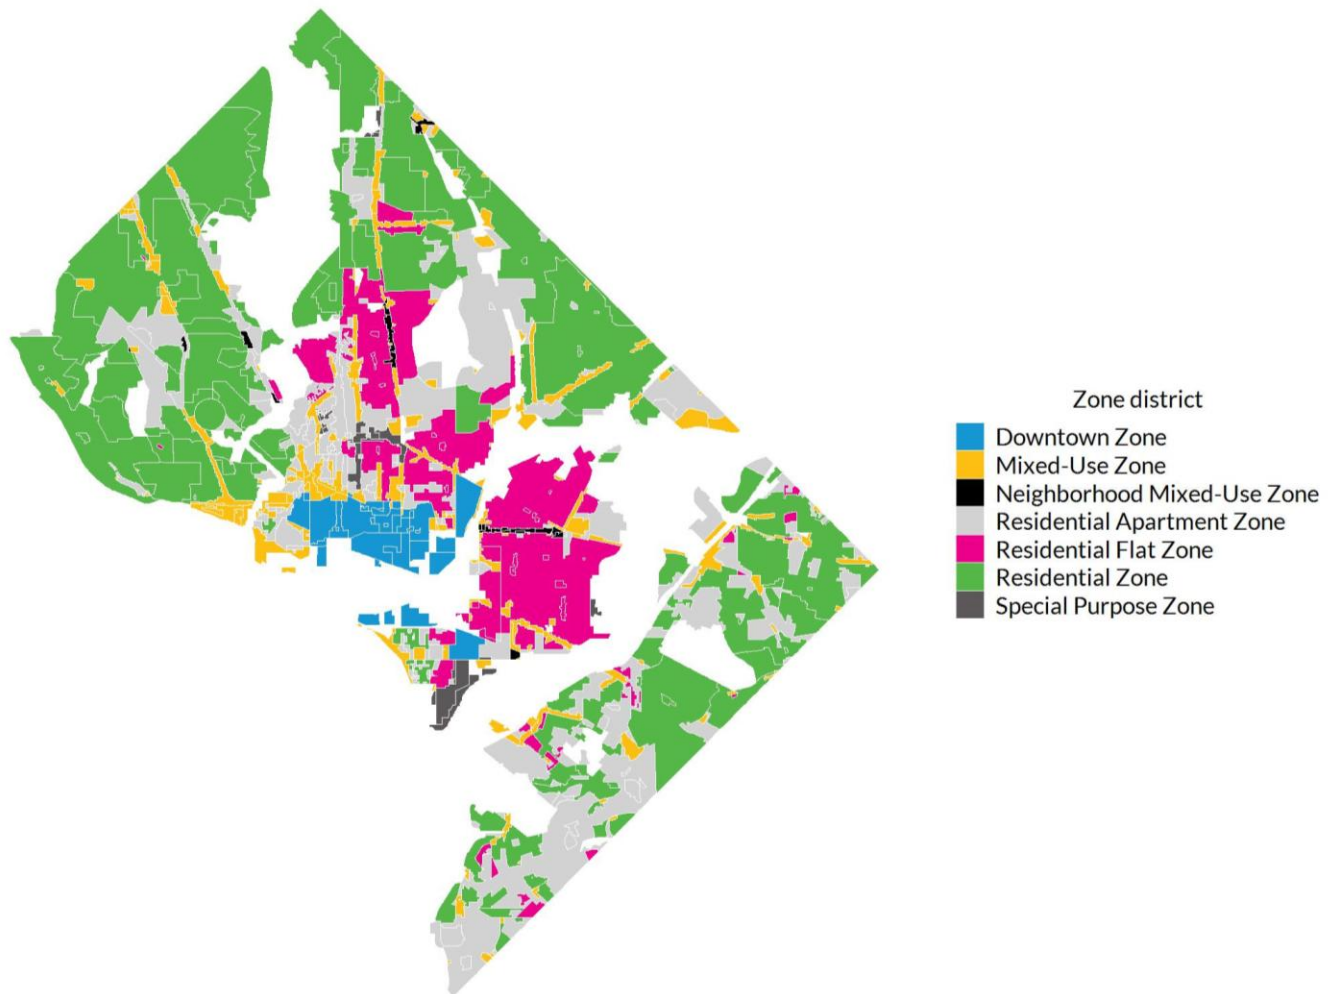 Zone district
Downtown Zone
Mixed-Use Zone
Neighborhood Mixed-Use Zone
Residential Apartment Zone
Residential Flat Zone
Residential Zone
Special Purpose Zone